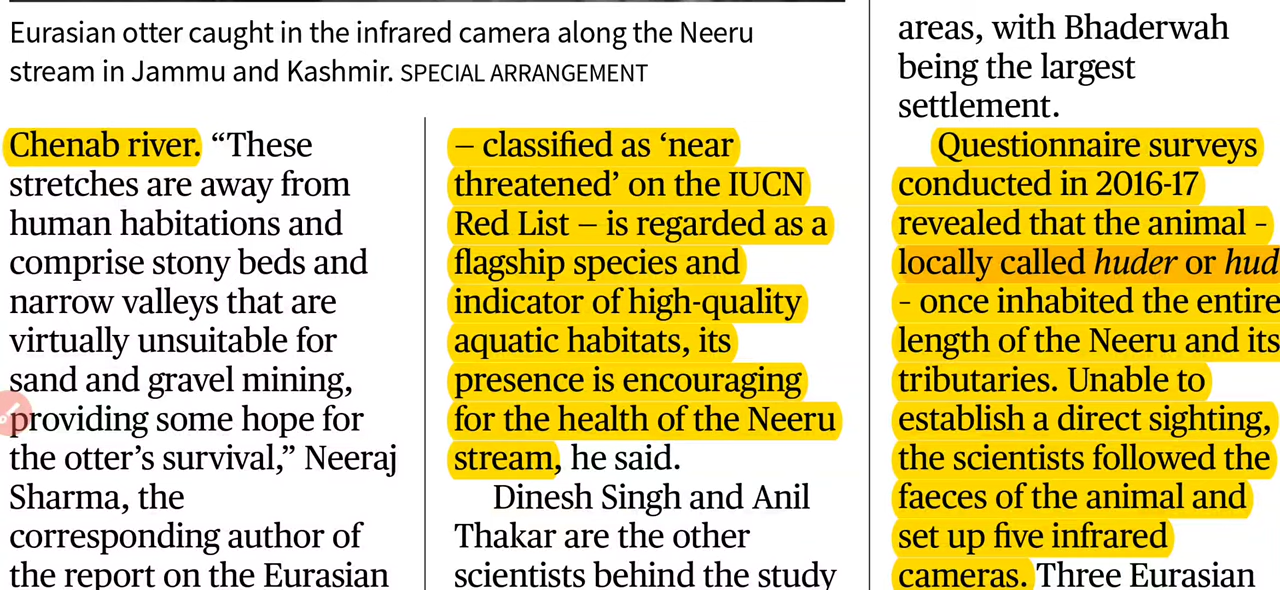 Eurasian otter caught in the infrared camera along the Neeru
stream in Jammu and Kashmir. SPECIAL ARRANGEMENT
Chenab river. “These
stretches are away from
human habitations and
comprise stony beds and
narrow valleys that are
virtually unsuitable for
sand and gravel mining,
providing some hope for
the otter’s survival,” Neeraj
Sharma, the
corresponding author of
the report on the Eurasian
– classified as ‘near
threatened’ on the IUCN
Red List – is regarded as a
flagship species and
indicator of high-quality
aquatic habitats, its
presence is encouraging
for the health of the Neeru
stream, he said.
Dinesh Singh and Anil
Thakar are the other
scientists behind the study
areas, with Bhaderwah
being the largest
settlement.
Questionnaire surveys
conducted in 2016-17
revealed that the animal –
locally called huder or hud
– once inhabited the entire
length of the Neeru and its
tributaries. Unable to
establish a direct sighting,
the scientists followed the
faeces of the animal and
set up five infrared
cameras. Three Eurasian